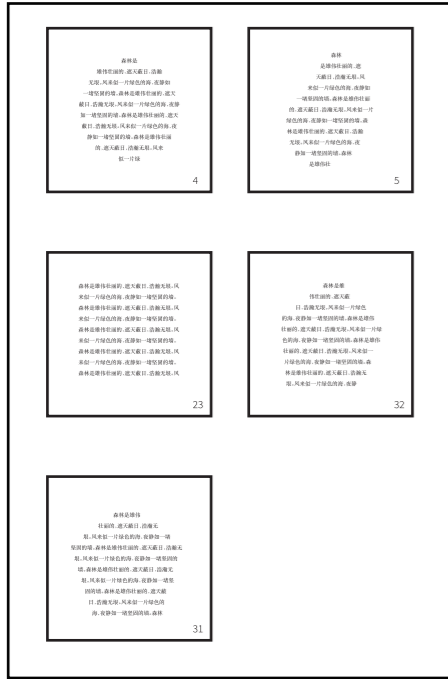 森林是
雄伟壮丽的,遮天蔽日,浩瀚
无垠,风来似一片绿色的海,夜静如
一堵坚固的墙,森林是雄伟壮丽的,遮天
蔽日,浩瀚无垠,风来似一片绿色的海,夜静
如一堵坚固的墙,森林是雄伟壮丽的,遮天
蔽日,浩瀚无垠,风来似一片绿色的海,夜
静如一堵坚固的墙,森林是雄伟壮丽
的,遮天蔽日,浩瀚无垠,风来
似一片绿
4
森林
是雄伟壮丽的,遮
天蔽日,浩瀚无垠,风
来似一片绿色的海,夜静如
一堵坚固的墙,森林是雄伟壮丽
的,遮天蔽日,浩瀚无垠,风来似一片
绿色的海,夜静如一堵坚固的墙,森
林是雄伟壮丽的,遮天蔽日,浩瀚
无垠,风来似一片绿色的海,夜
静如一堵坚固的墙,森林
是雄伟壮
5
森林是雄伟壮丽的,遮天蔽日,浩瀚无垠,风
来似一片绿色的海,夜静如一堵坚固的墙,
森林是雄伟壮丽的,遮天蔽日,浩瀚无垠,风
来似一片绿色的海,夜静如一堵坚固的墙,
森林是雄伟壮丽的,遮天蔽日,浩瀚无垠,风
来似一片绿色的海,夜静如一堵坚固的墙,
森林是雄伟壮丽的,遮天蔽日,浩瀚无垠,风
来似一片绿色的海,夜静如一堵坚固的墙,
森林是雄伟壮丽的,遮天蔽日,浩瀚无垠,风
23
森林是雄
伟壮丽的,遮天蔽
日,浩瀚无垠,风来似一片绿色
的海,夜静如一堵坚固的墙,森林是雄伟
壮丽的,遮天蔽日,浩瀚无垠,风来似一片绿
色的海,夜静如一堵坚固的墙,森林是雄伟
壮丽的,遮天蔽日,浩瀚无垠,风来似一
片绿色的海,夜静如一堵坚固的墙,森
林是雄伟壮丽的,遮天蔽日,浩瀚无
垠,风来似一片绿色的海,夜静
32
森林是雄伟
壮丽的,遮天蔽日,浩瀚无
垠,风来似一片绿色的海,夜静如一堵
坚固的墙,森林是雄伟壮丽的,遮天蔽日,浩瀚无
垠,风来似一片绿色的海,夜静如一堵坚固的
墙,森林是雄伟壮丽的,遮天蔽日,浩瀚无
垠,风来似一片绿色的海,夜静如一堵坚
固的墙,森林是雄伟壮丽的,遮天蔽
日,浩瀚无垠,风来似一片绿色的
海,夜静如一堵坚固的墙,森林
31